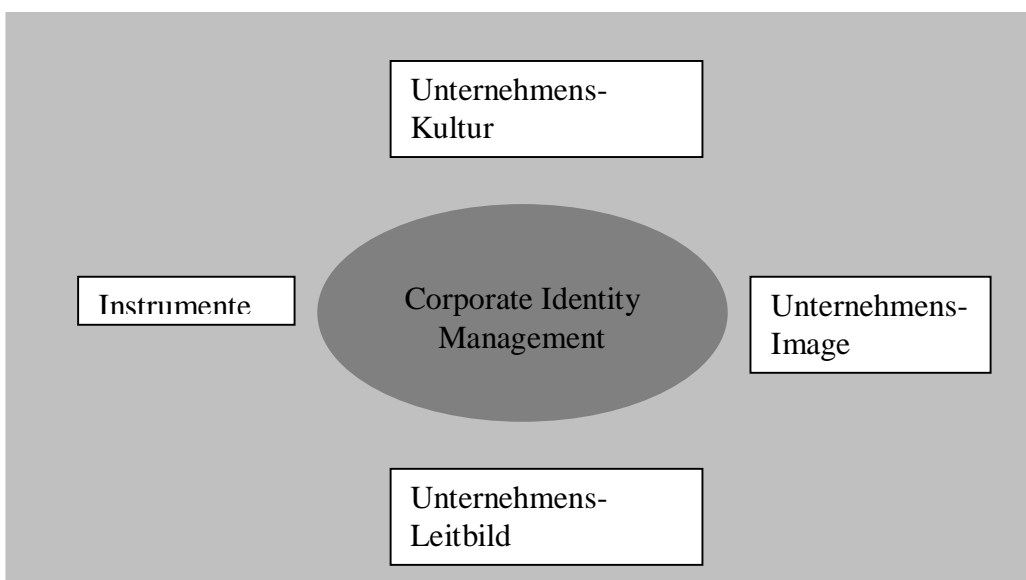 Unternehmens-
Kultur
Instrumente
Corporate Identity
Management
Unternehmens-
Image
Unternehmens-
Leitbild